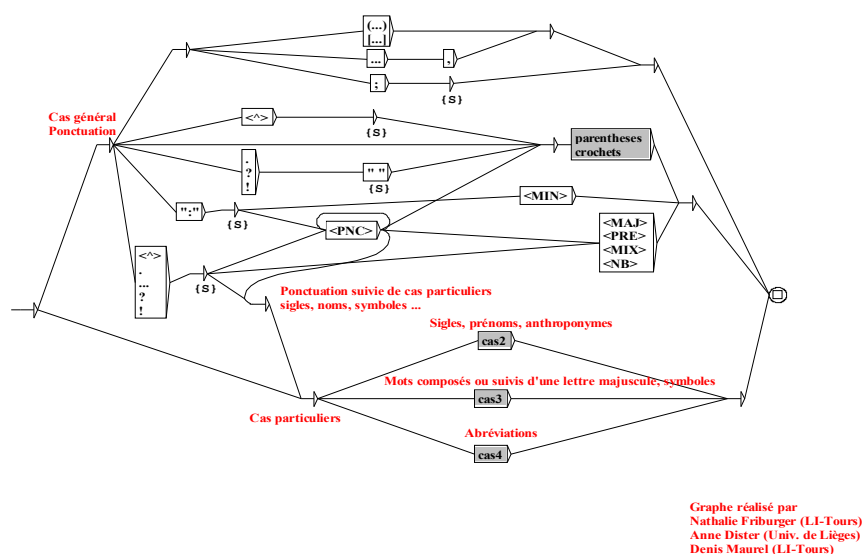 (...)
[...]
...
,
;
{S}
Cas général
Ponctuation
<^>
{S}
parentheses
crochets
.
?
!
" "
{S}
":"
{S}
<MIN>
<PNC>
<MAJ>
<PRE>
<MIX>
<NB>
<^>
.
...
?
!
{S}
Ponctuation suivie de cas particuliers
sigles, noms, symboles ...
Sigles, prénoms, anthroponymes
cas2
Mots composés ou suivis d'une lettre majuscule, symboles
cas3
Cas particuliers
Abréviations
cas4
Graphe réalisé par
Nathalie Friburger (LI-Tours)
Anne Dister (Univ. de Lièges)
Denis Maurel (LI-Tours)